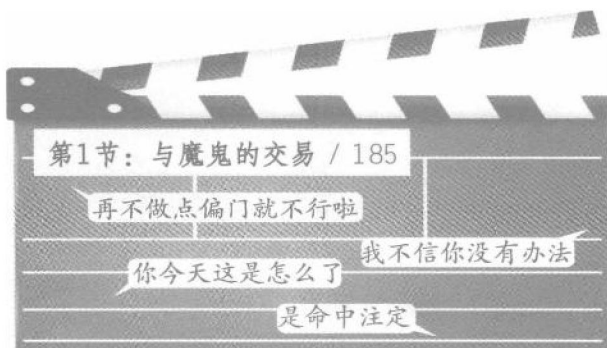 第1节：与魔鬼的交易 / 185
再不做点偏门就不行啦
我不信你没有办法
你今天这是怎么了
是命中注定